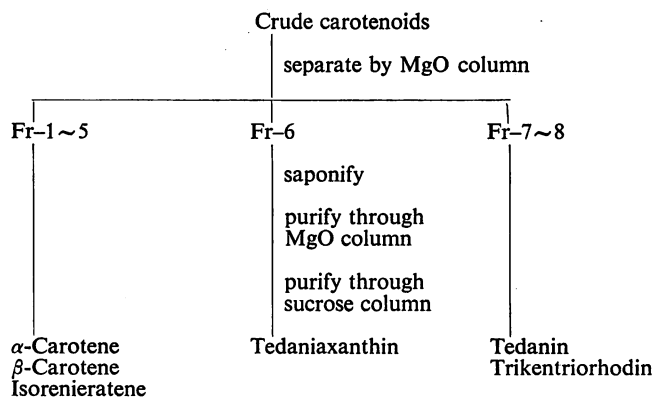 Crude carotenoids
separate by MgO column
Fr–1~5
Fr–6
Fr–7~8
saponify
purify through
MgO column
purify through
sucrose column
α-Carotene
β-Carotene
Isorenieratene
Tedaniaxanthin
Tedanin
Trikentriorhodin